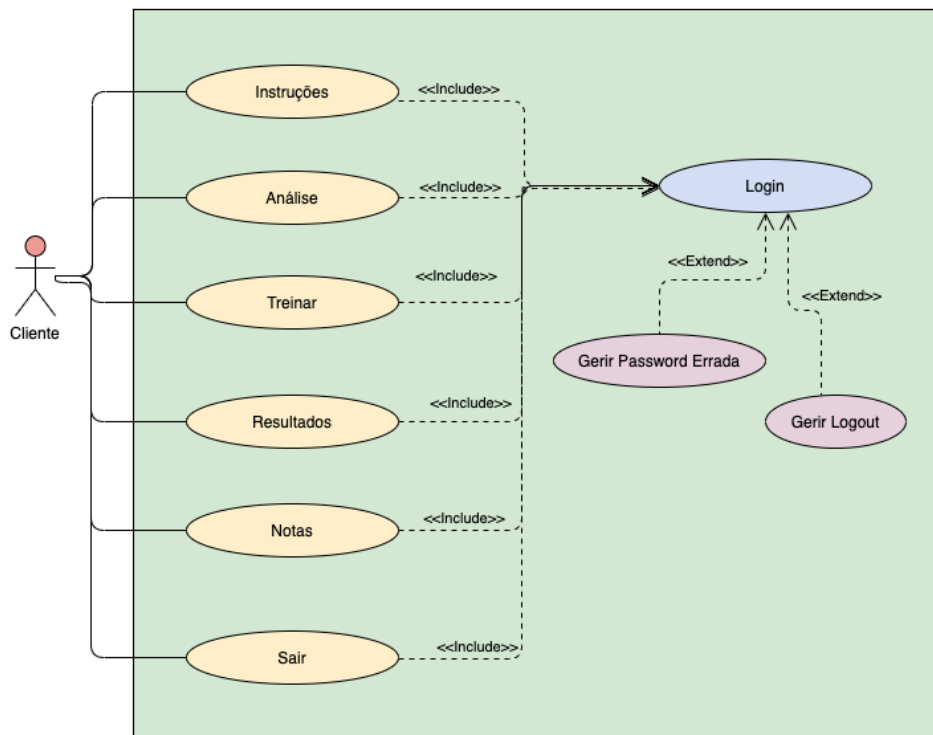 Instruções
<<Include>>
Análise
<<Include>>
Login
<<Extend>>
Treinar
<<Include>>
<<Extend>>
Cliente
Gerir Password Errada
Resultados
<<Include>>
Gerir Logout
Notas
<<Include>>
Sair
<<Include>>